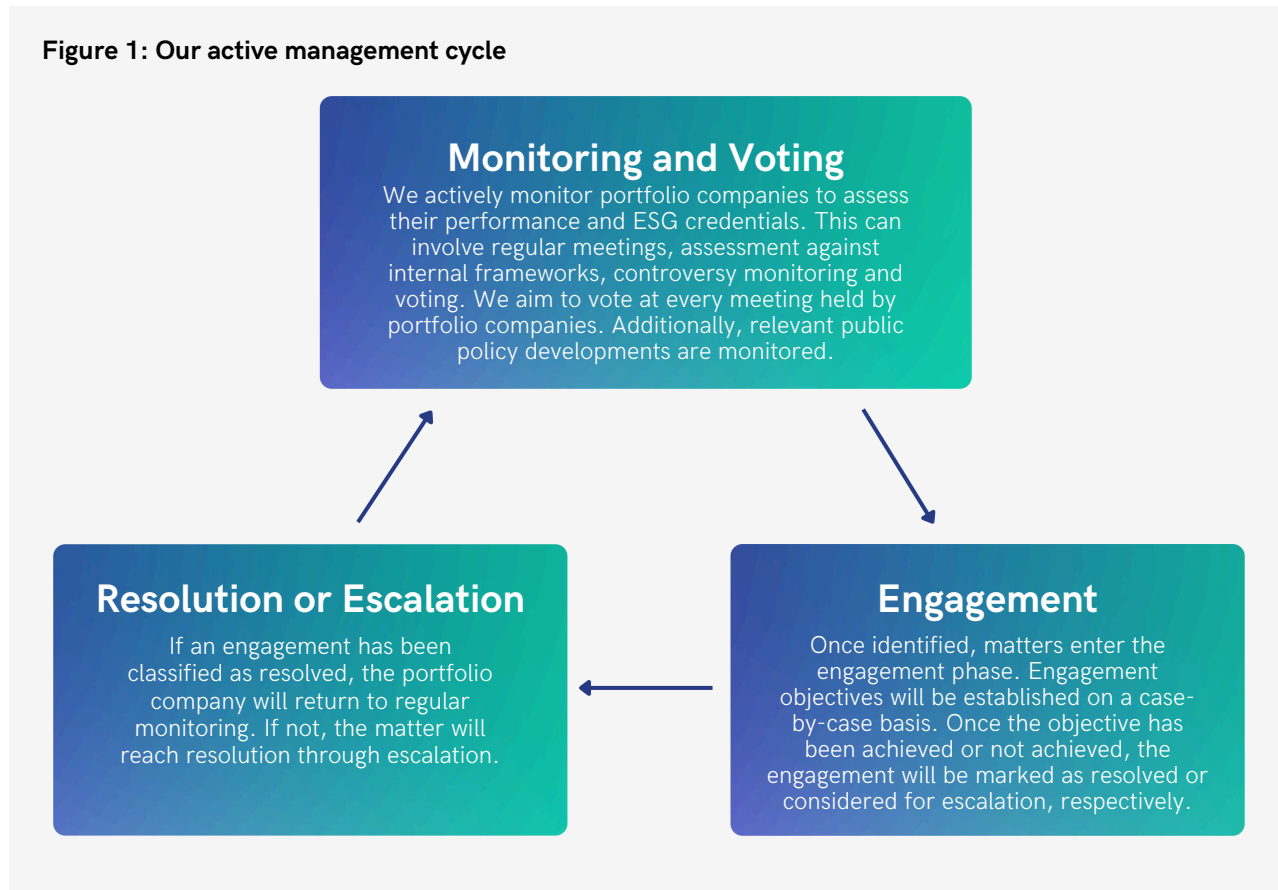 Figure 1: Our active management cycle
Monitoring and Voting
We actively monitor portfolio companies to assess
their performance and ESG credentials. This can
involve regular meetings, assessment against
internal frameworks, controversy monitoring and
voting. We aim to vote at every meeting held by
portfolio companies. Additionally, relevant public
policy developments are monitored.
Resolution or Escalation
If an engagement has been
classified as resolved, the portfolio
company will return to regular
monitoring. If not, the matter will
reach resolution through escalation.
Engagement
Once identified, matters enter the
engagement phase. Engagement
objectives will be established on a case-
by-case basis. Once the objective has
been achieved or not achieved, the
engagement will be marked as resolved or
considered for escalation, respectively.